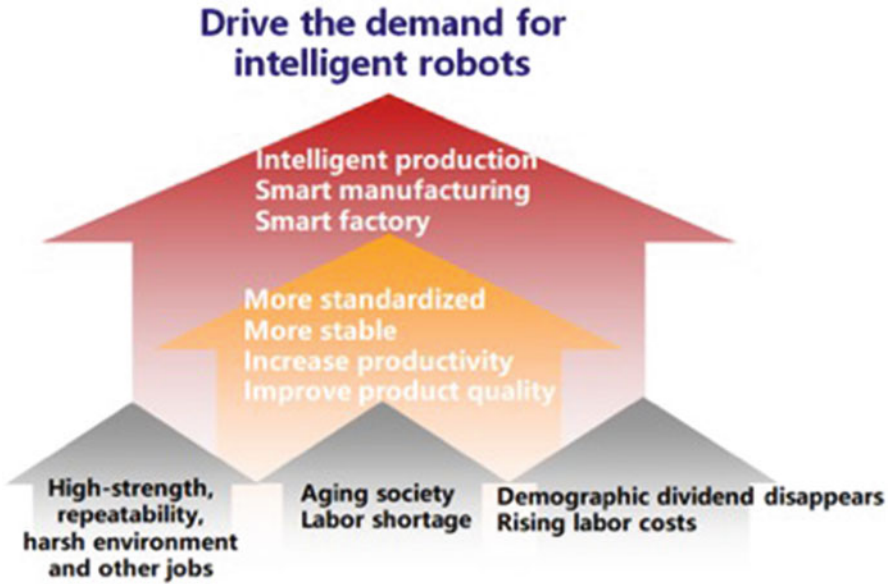 Drive the demand for
intelligent robots
Intelligent production
Smart manufacturing
Smart factory
More standardized
More stable
Increase productivity
Improve product quality
High-strength,
repeatability,
harsh environment
and other jobs
Aging society
Labor shortage
Demographic dividend disappears
Rising labor costs